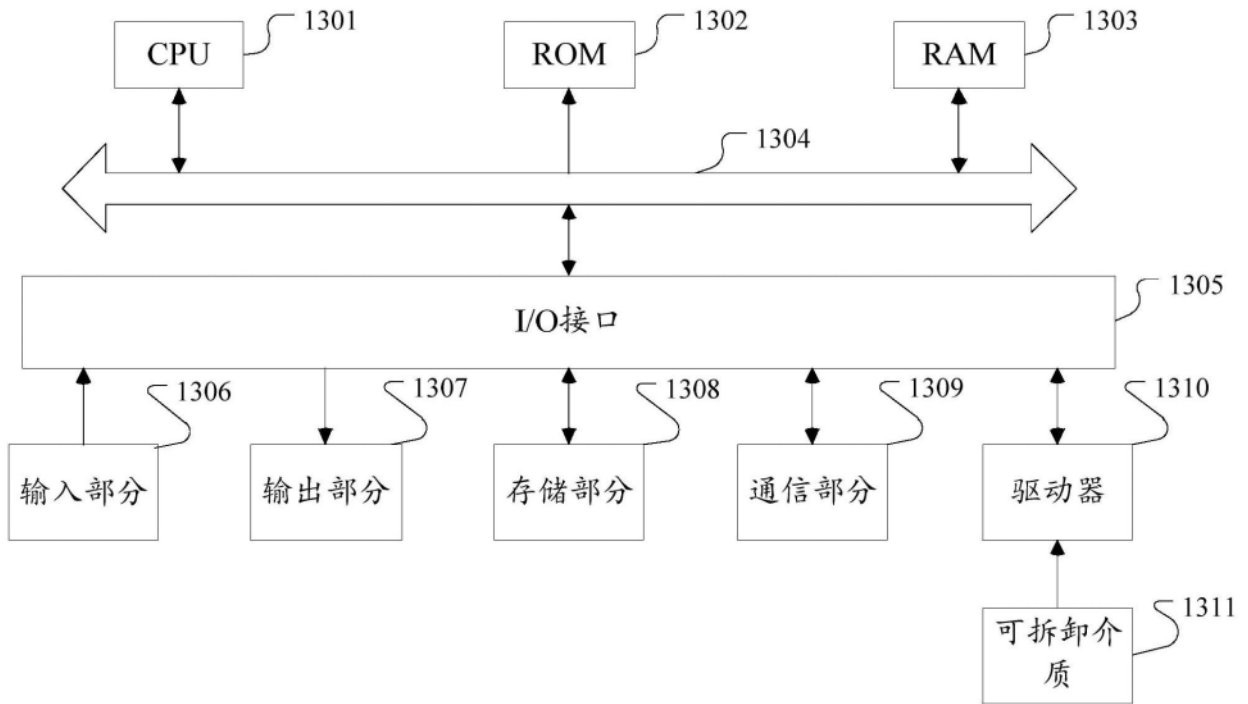 1301
1302
1303
CPU
ROM
RAM
1304
1305
I/O接口
1306
1307
1308
1309
1310
输入部分
输出部分
存储部分
通信部分
驱动器
1311
可拆卸介
质